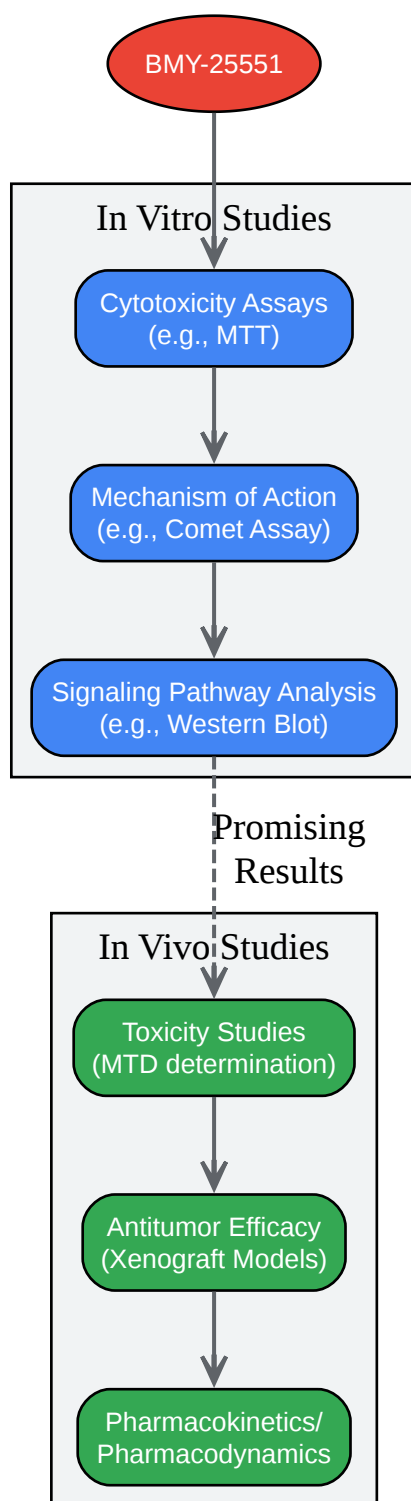 BMY-25551
In Vitro Studies
Cytotoxicity Assays
(e.g., MTT)
Mechanism of Action
(e.g., Comet Assay)
Signaling Pathway Analysis
(e.g., Western Blot)
Promising
Results
In Vivo Studies
Toxicity Studies
(MTD determination)
Antitumor Efficacy
(Xenograft Models)
Pharmacokinetics/
Pharmacodynamics